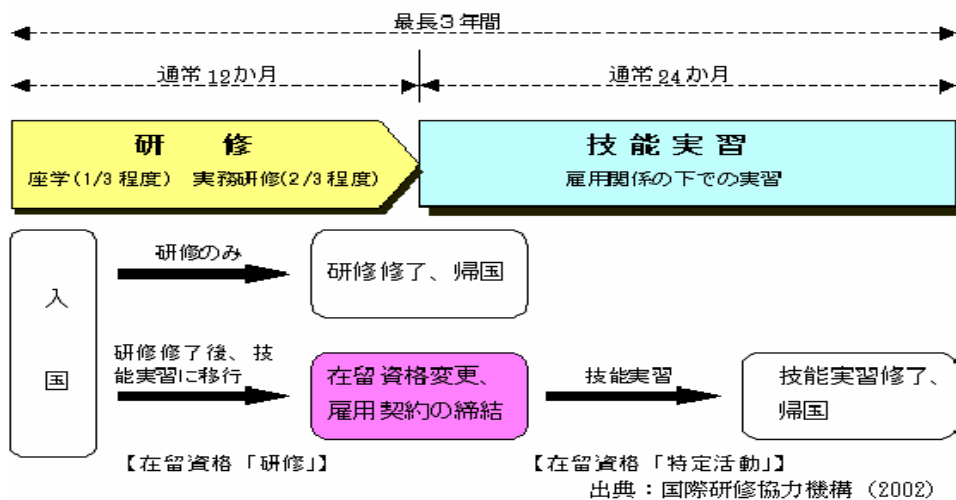 最長3年間
通常12か月
通常24か月
研 修
座学(1/3程度) 実務研修(2/3程度)
技能実習
雇用関係の下での実習
入
国
研修のみ
研修修了、帰国
研修修了後、技
能実習に移行
在留資格変更、
雇用契約の締結
技能実習
技能実習修了、
帰国
【在留資格「研修」】
【在留資格「特定活動」】
出典：国際研修協力機構（2002）